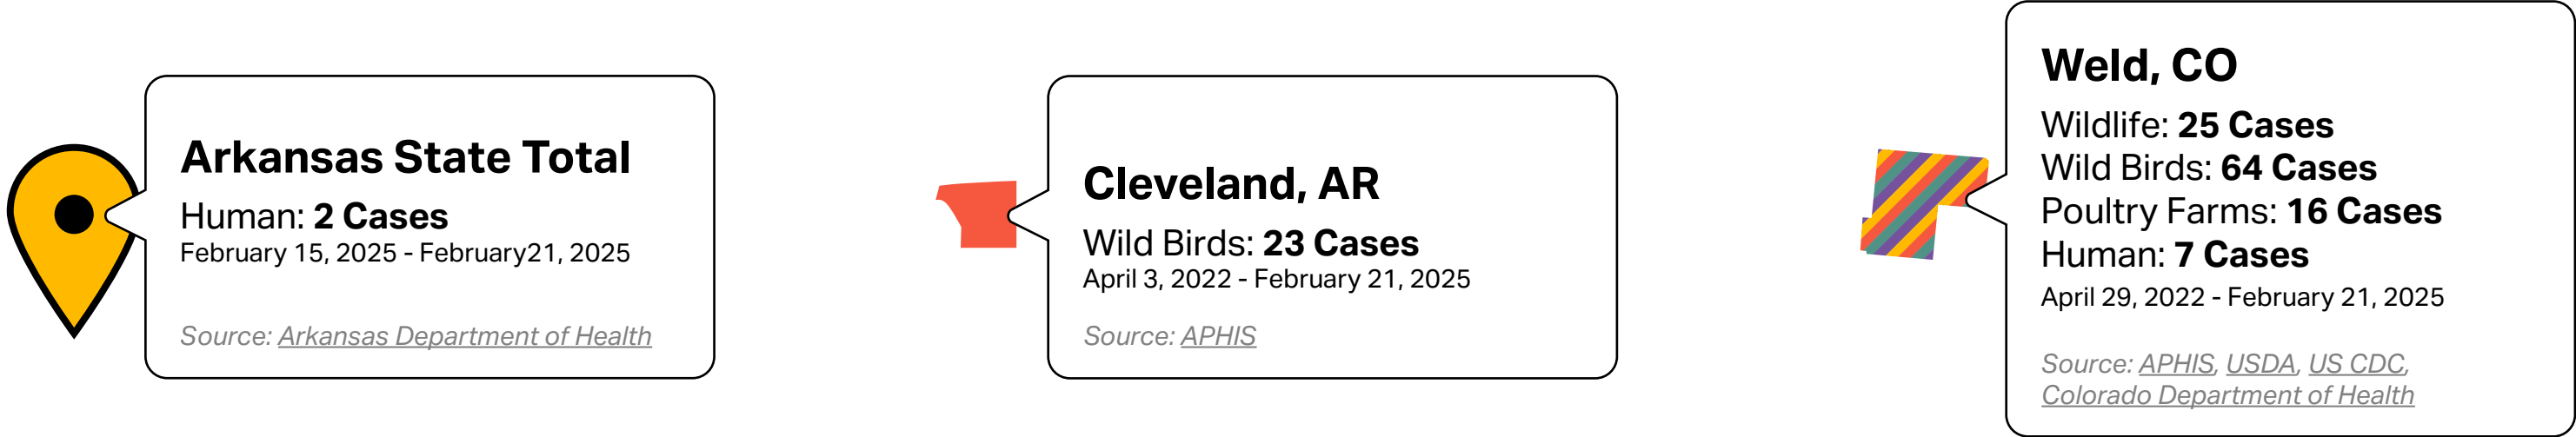 Arkansas State Total
Human: 2 Cases
February 15, 2025 - February21, 2025
Source: Arkansas Department of Health
Cleveland, AR
Wild Birds: 23 Cases
April 3, 2022 - February 21, 2025
Source: APHIS
Weld, CO
Wildlife: 25 Cases
Wild Birds: 64 Cases
Poultry Farms: 16 Cases
Human: 7 Cases
April 29, 2022 - February 21, 2025
Source: APHIS, USDA, US CDC,
Colorado Department of Health